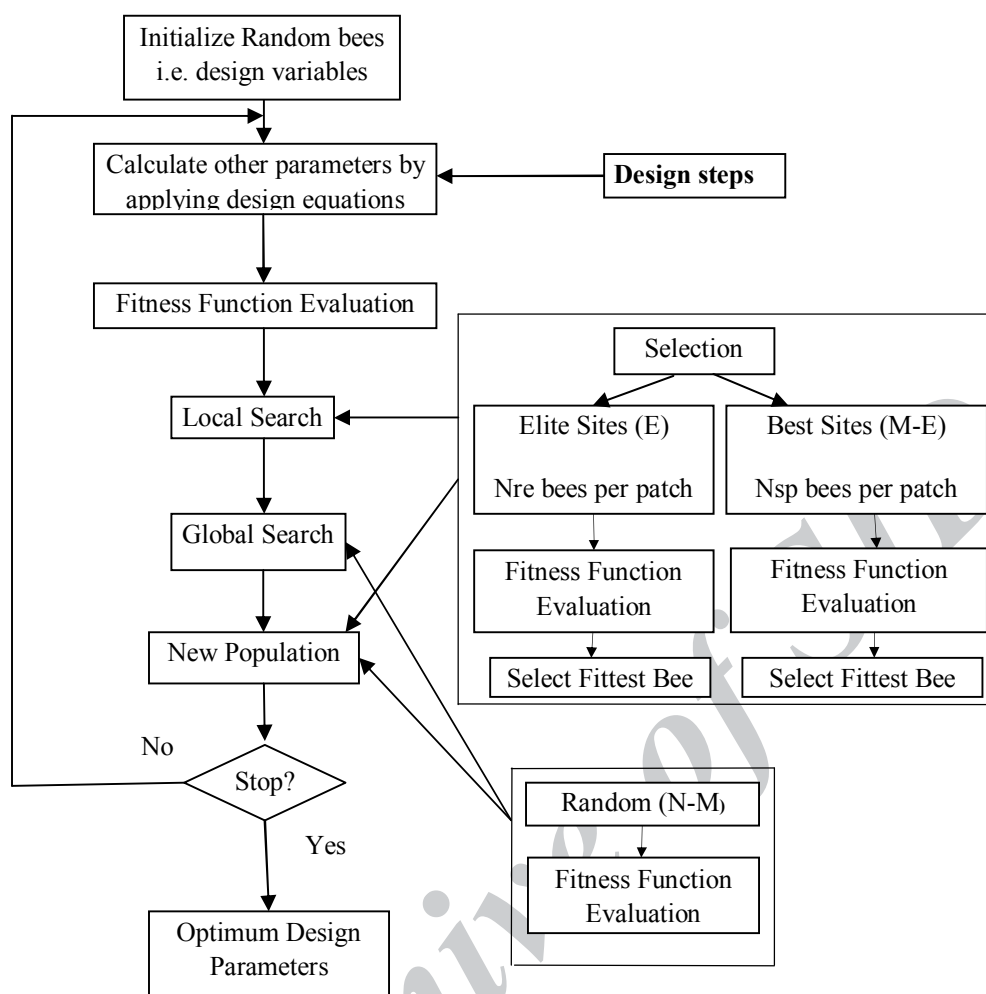 Initialize Random bees
i.e. design variables
Calculate other parameters by
applying design equations
Design steps
Fitness Function Evaluation
Local Search
Global Search
New Population
No
Stop?
Yes
Optimum Design
Parameters
Selection
Elite Sites (E)
Nre bees per patch
Fitness Function
Evaluation
Select Fittest Bee
Best Sites (M-E)
Nsp bees per patch
Fitness Function
Evaluation
Select Fittest Bee
Random (N-M)
Fitness Function
Evaluation